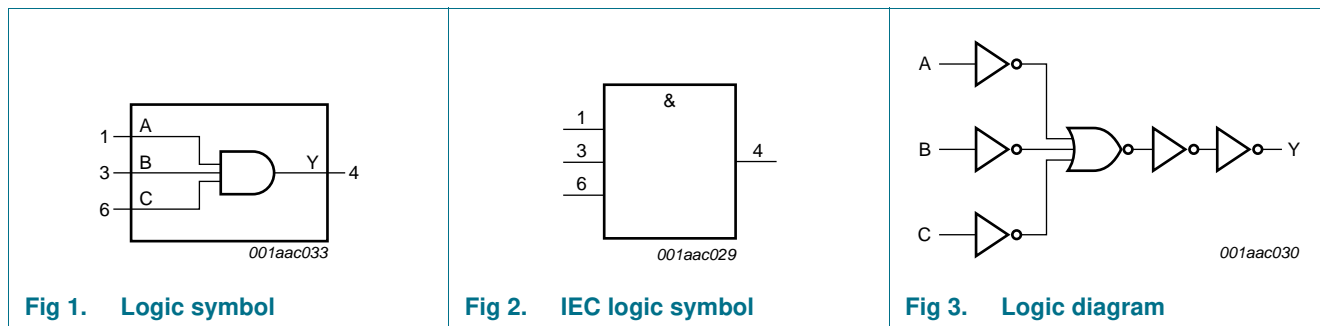 1
A
3
B
6
C
Y
4
001aac033
Fig 1. Logic symbol
&
1
3
6
4
001aac029
Fig 2. IEC logic symbol
A
B
C
Y
001aac030
Fig 3. Logic diagram